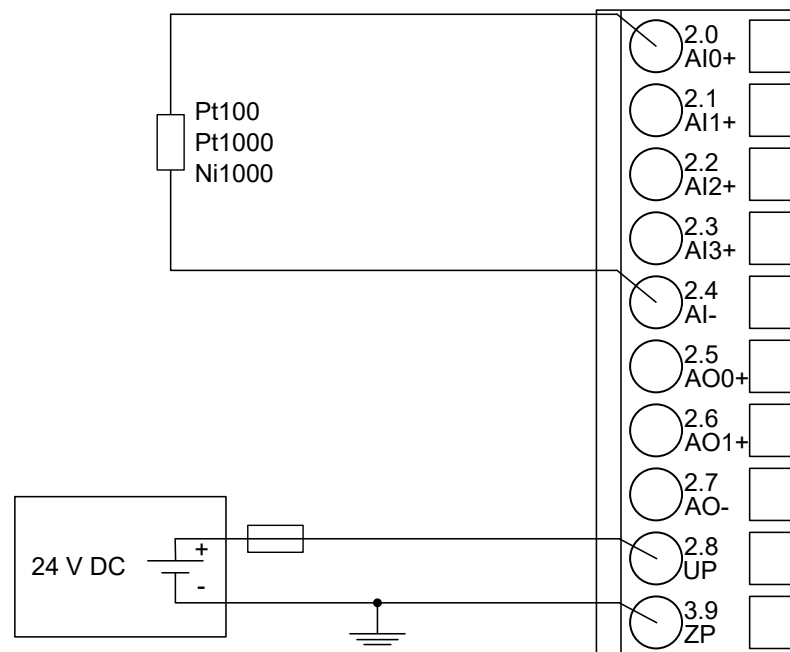 Pt100
Pt1000
Ni1000
2.0
AI0+
2.1
AI1+
2.2
AI2+
2.3
AI3+
2.4
AI-
2.5
AO0+
2.6
AO1+
2.7
AO-
24 V DC
+
-
2.8
UP
3.9
ZP